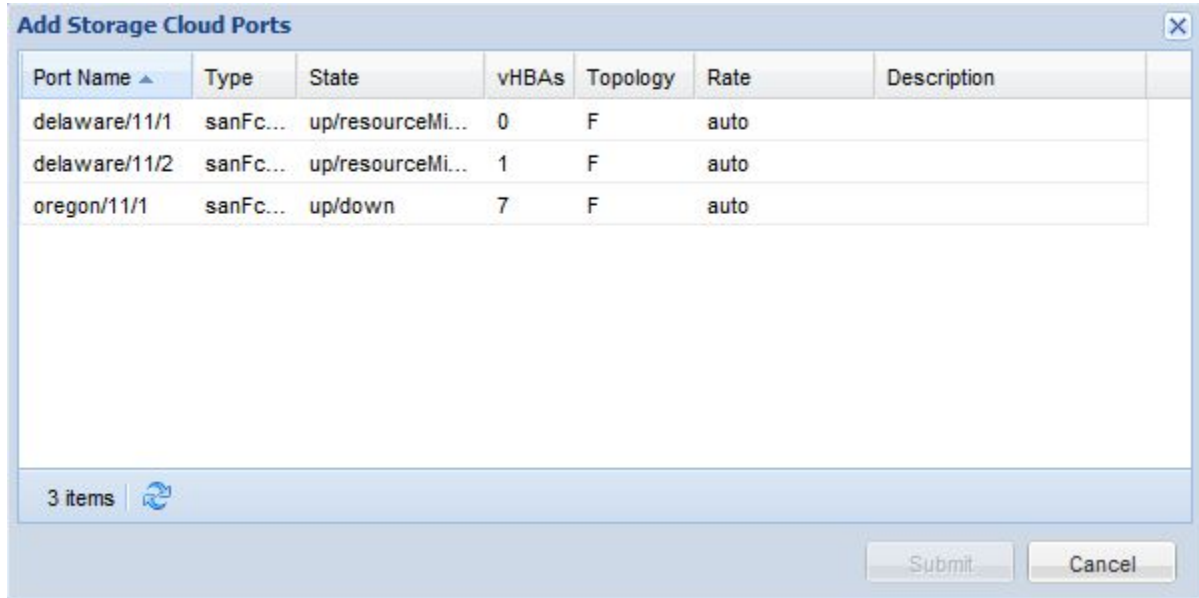 Add Storage Cloud Ports
Port Name Type State vHBAs Topology Rate Description
delaware/11/1 sanFc... up/resourceMi... 0 F auto
delaware/11/2 sanFc... up/resourceMi... 1 F auto
oregon/11/1 sanFc... up/down 7 F auto
3 items
Submit Cancel